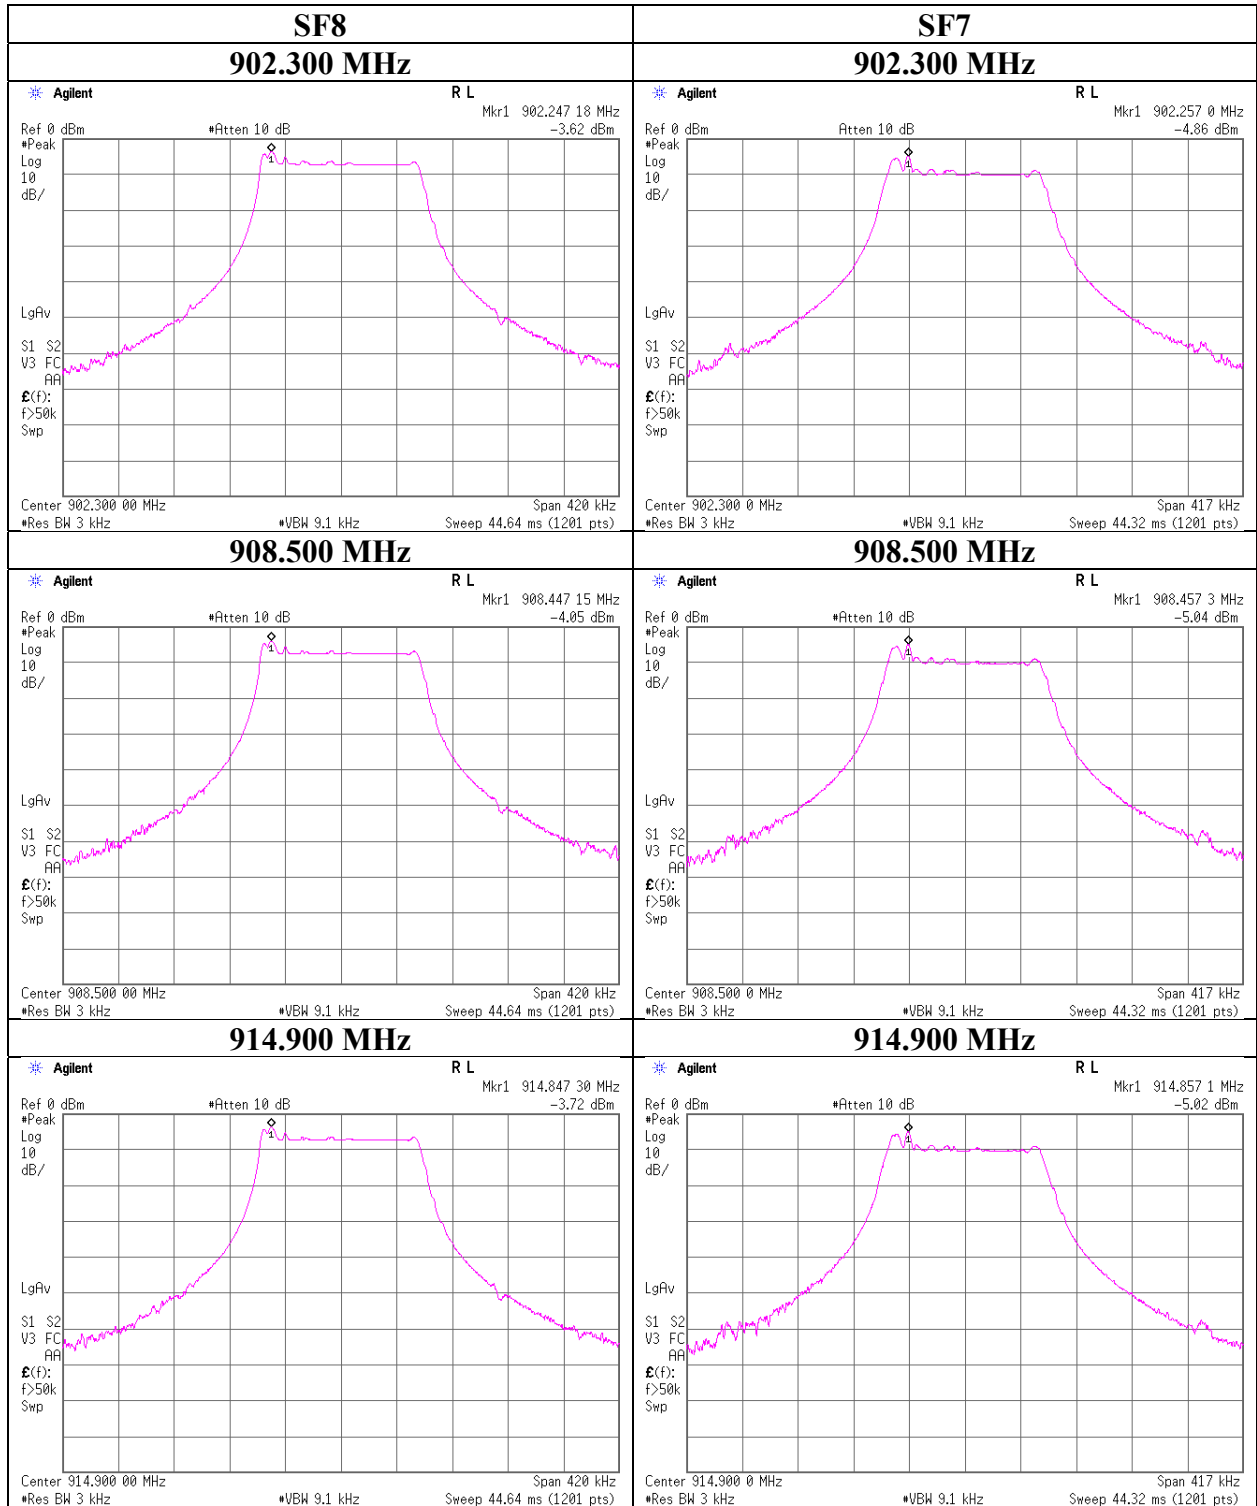 SF8 SF7
902.300 MHz 902.300 MHz
Agilent R L
Mkr1 902.247 18 MHz
Ref 0 dBm #Atten 10 dB -3.62 dBm
#Peak
Log
10
dB/
1
LgAv
S1 S2
V3 FC
AA
£(f):
f>50k
Swp
Center 902.300 00 MHz Span 420 kHz
#Res BW 3 kHz #VBW 9.1 kHz Sweep 44.64 ms (1201 pts)
Agilent R L
Mkr1 902.257 0 MHz
Ref 0 dBm Atten 10 dB -4.86 dBm
#Peak
Log
10
dB/
1
LgAv
S1 S2
V3 FC
AA
£(f):
f>50k
Swp
Center 902.300 0 MHz Span 417 kHz
#Res BW 3 kHz #VBW 9.1 kHz Sweep 44.32 ms (1201 pts)
908.500 MHz 908.500 MHz
Agilent R L
Mkr1 908.447 15 MHz
Ref 0 dBm #Atten 10 dB -4.05 dBm
#Peak
Log
10
dB/
1
LgAv
S1 S2
V3 FC
AA
£(f):
f>50k
Swp
Center 908.500 00 MHz Span 420 kHz
#Res BW 3 kHz #VBW 9.1 kHz Sweep 44.64 ms (1201 pts)
Agilent R L
Mkr1 908.457 3 MHz
Ref 0 dBm #Atten 10 dB -5.04 dBm
#Peak
Log
10
dB/
1
LgAv
S1 S2
V3 FC
AA
£(f):
f>50k
Swp
Center 908.500 0 MHz Span 417 kHz
#Res BW 3 kHz #VBW 9.1 kHz Sweep 44.32 ms (1201 pts)
914.900 MHz 914.900 MHz
Agilent R L
Mkr1 914.847 30 MHz
Ref 0 dBm #Atten 10 dB -3.72 dBm
#Peak
Log
10
dB/
1
LgAv
S1 S2
V3 FC
AA
£(f):
f>50k
Swp
Center 914.900 00 MHz Span 420 kHz
#Res BW 3 kHz #VBW 9.1 kHz Sweep 44.64 ms (1201 pts)
Agilent R L
Mkr1 914.857 1 MHz
Ref 0 dBm #Atten 10 dB -5.02 dBm
#Peak
Log
10
dB/
1
LgAv
S1 S2
V3 FC
AA
£(f):
f>50k
Swp
Center 914.900 0 MHz Span 417 kHz
#Res BW 3 kHz #VBW 9.1 kHz Sweep 44.32 ms (1201 pts)